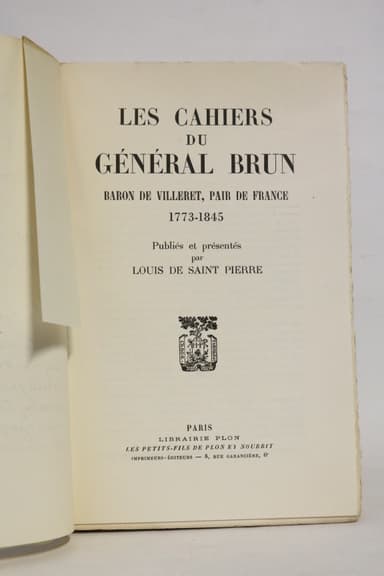 LES CAHIERS
DU
GÉNÉRAL BRUN
BARON DE VILLERET, PAIR DE FRANCE
1773-1845
Publiés et présentés
par
LOUIS DE SAINT PIERRE
PARIS
LIBRAIRIE PLON
LES PETITS-FILS DE PLON ET NOURRIT
IMPRIMEURS-ÉDITEURS — 8, RUE GARANCIÈRE, 6e